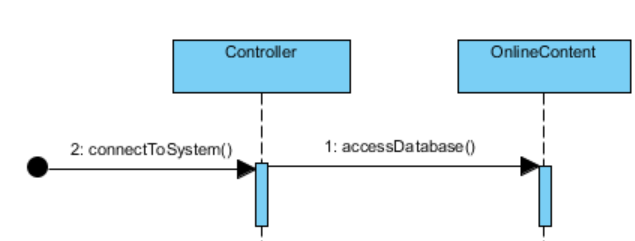 Controller
OnlineContent
2: connectToSystem()
1: accessDatabase()